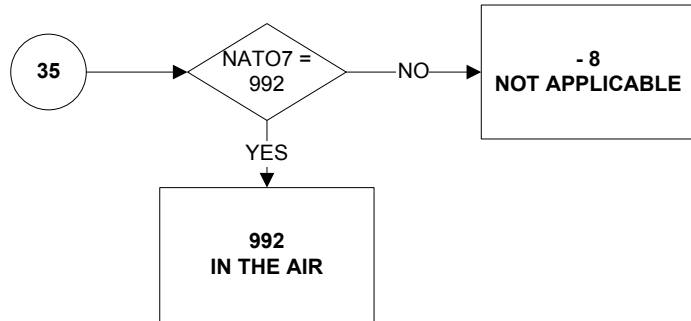 35
NATO7 =
992
NO
- 8
NOT APPLICABLE
YES
992
IN THE AIR